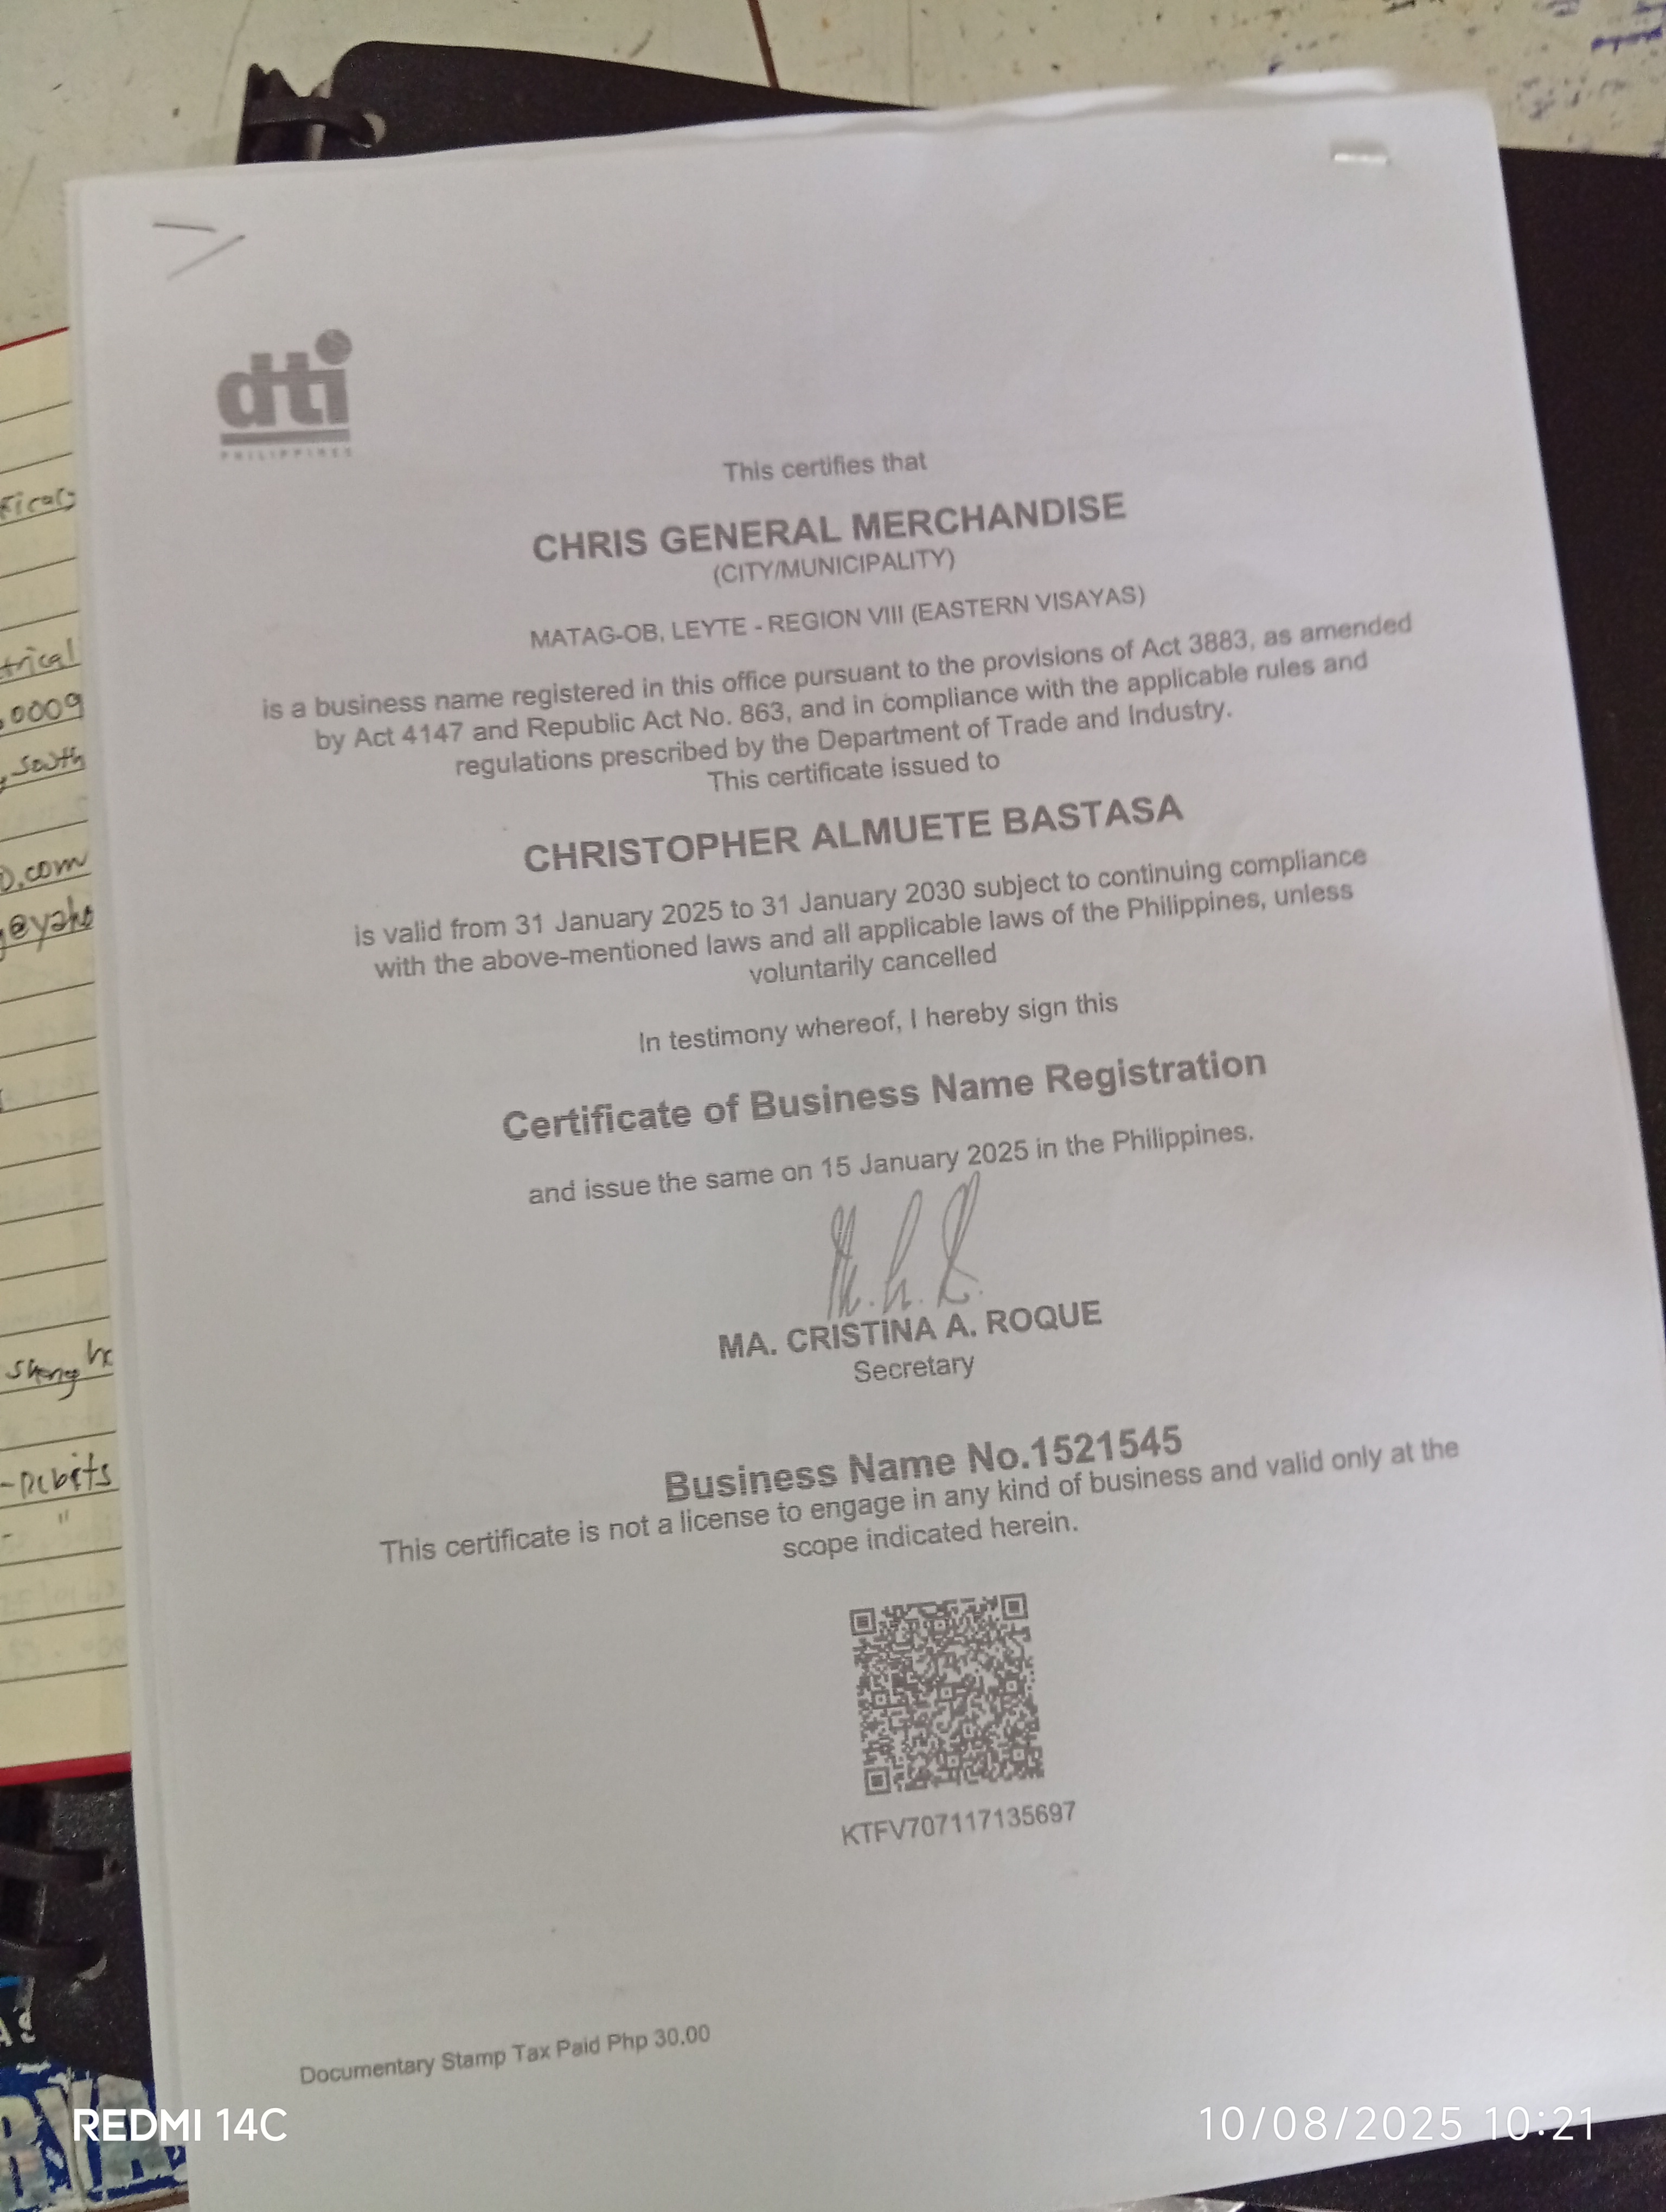 dti
PHILIPPINES
This certifies that
CHRIS GENERAL MERCHANDISE
(CITY/MUNICIPALITY)
MATAG-OB, LEYTE - REGION VIII (EASTERN VISAYAS)
is a business name registered in this office pursuant to the provisions of Act 3883, as amended
by Act 4147 and Republic Act No. 863, and in compliance with the applicable rules and
regulations prescribed by the Department of Trade and Industry.
This certificate issued to
CHRISTOPHER ALMUETE BASTASA
is valid from 31 January 2025 to 31 January 2030 subject to continuing compliance
with the above-mentioned laws and all applicable laws of the Philippines, unless
voluntarily cancelled
In testimony whereof, I hereby sign this
Certificate of Business Name Registration
and issue the same on 15 January 2025 in the Philippines.
MA. CRISTINA A. ROQUE
Secretary
Business Name No.1521545
This certificate is not a license to engage in any kind of business and valid only at the
scope indicated herein.
KTFV707117135697
Documentary Stamp Tax Paid Php 30.00
trical
0009
South
.com
@yaho
-Debits
REDMI 14C
10/08/2025 10:21